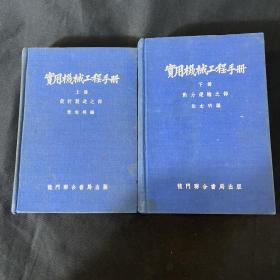 實用機械工程手冊
上冊
設計製造之部
實用機械工程手冊
下冊
動力運輸之部
龍門聯合書局出版
龍門聯合書局出版